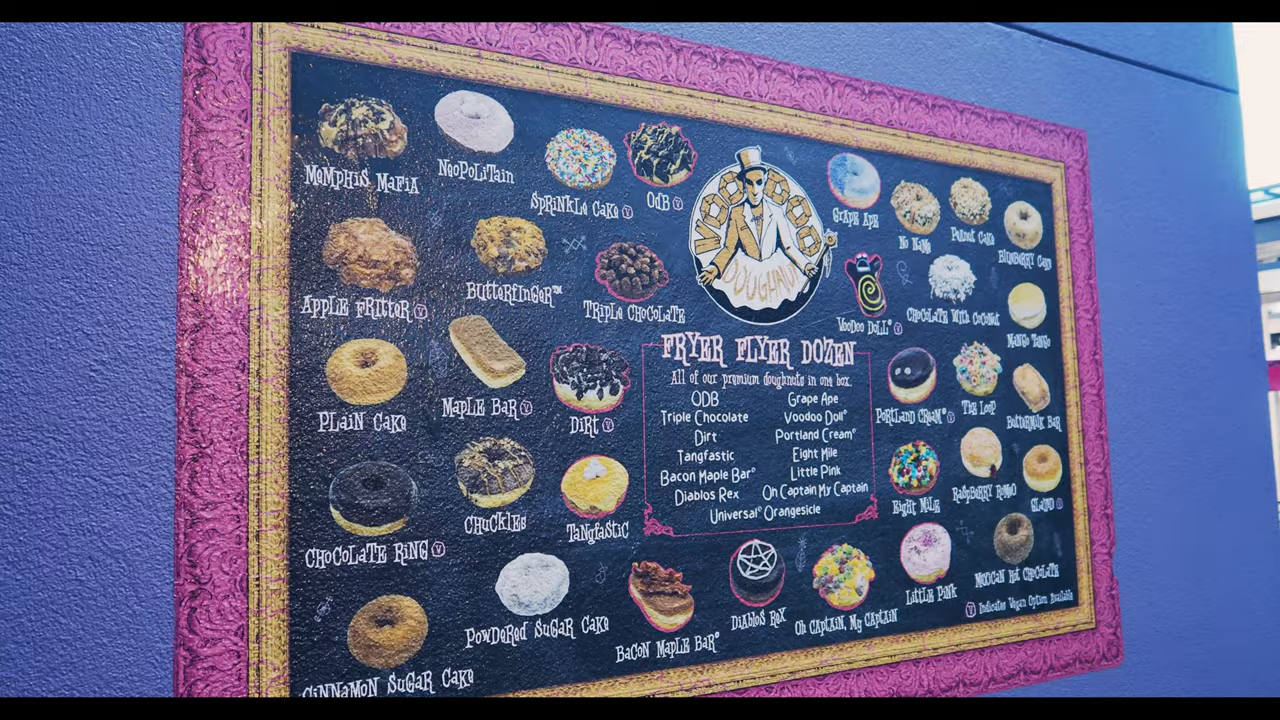 Memphis Mafia
Neopolitain
Sprinkle Cake V
ODB V
VOODOO
DOUGHNUT
Grape Ape
No Name
Peanut Cake
Blueberry Cake
Apple Fritter V
Butterfinger™
Triple Chocolate
Voodoo Doll® V
Chocolate With Coconut
Mango Tango
Plain Cake
Maple Bar V
Dirt V
FRYER FLYER DOZEN
All of our premium doughnuts in one box.
ODB
Triple Chocolate
Dirt
Tangfastic
Bacon Maple Bar®
Diablos Rex
Grape Ape
Voodoo Doll®
Portland Cream®
Eight Mile
Little Pink
Oh Captain My Captain
Universal® Orangesicle
Portland Cream® V
The Loop
Buttermilk Bar
Chocolate Ring V
Chuckles
Tangfastic
Eight Mile
Raspberry Romeo
Glazed V
Cinnamon Sugar Cake
Powdered Sugar Cake
Bacon Maple Bar®
Diablos Rex
Oh Captain, My Captain
Little Pink
Mexican Hot Chocolate
V Indicates Vegan Option Available